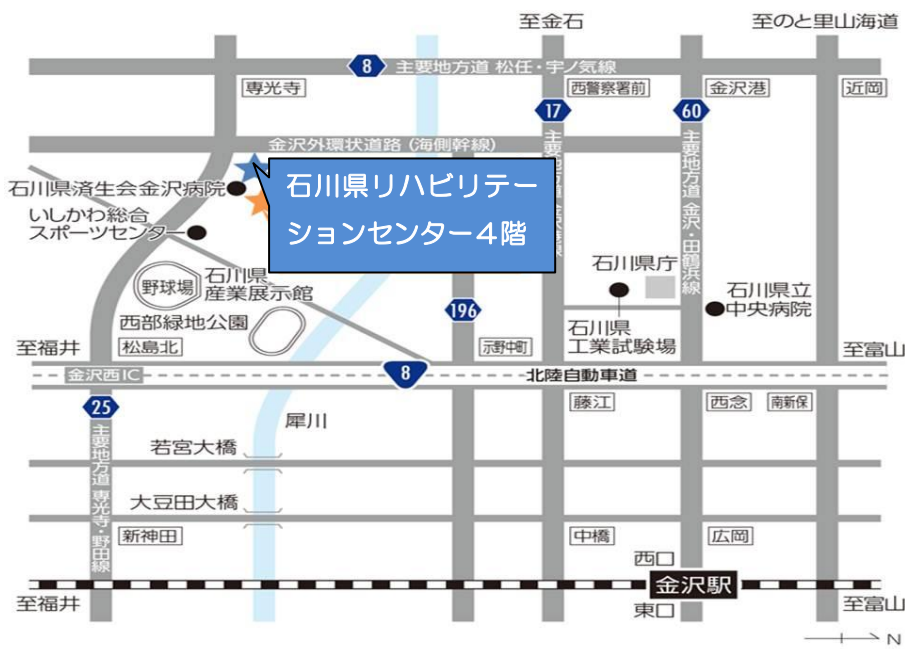 至金石
至のと里山海道
8 主要地方道 松任・宇ノ気線
専光寺
西警察署前
金沢港
近岡
17
60
金沢外環状道路 (海側幹線)
石川県リハビリテー
ションセンター4階
石川県済生会金沢病院
いしかわ総合
スポーツセンター
主要地方道 金沢・田鶴浜線
野球場
石川県
産業展示館
石川県庁
石川県立
中央病院
西部緑地公園
196
石川県
工業試験場
至福井
松島北
示野中町
至富山
金沢西IC
8
北陸自動車道
25
藤江
西念
南新保
主要地方道 専光寺・野田線
犀川
若宮大橋
大豆田大橋
新神田
中橋
広岡
西口
金沢駅
至福井
東口
至富山
N